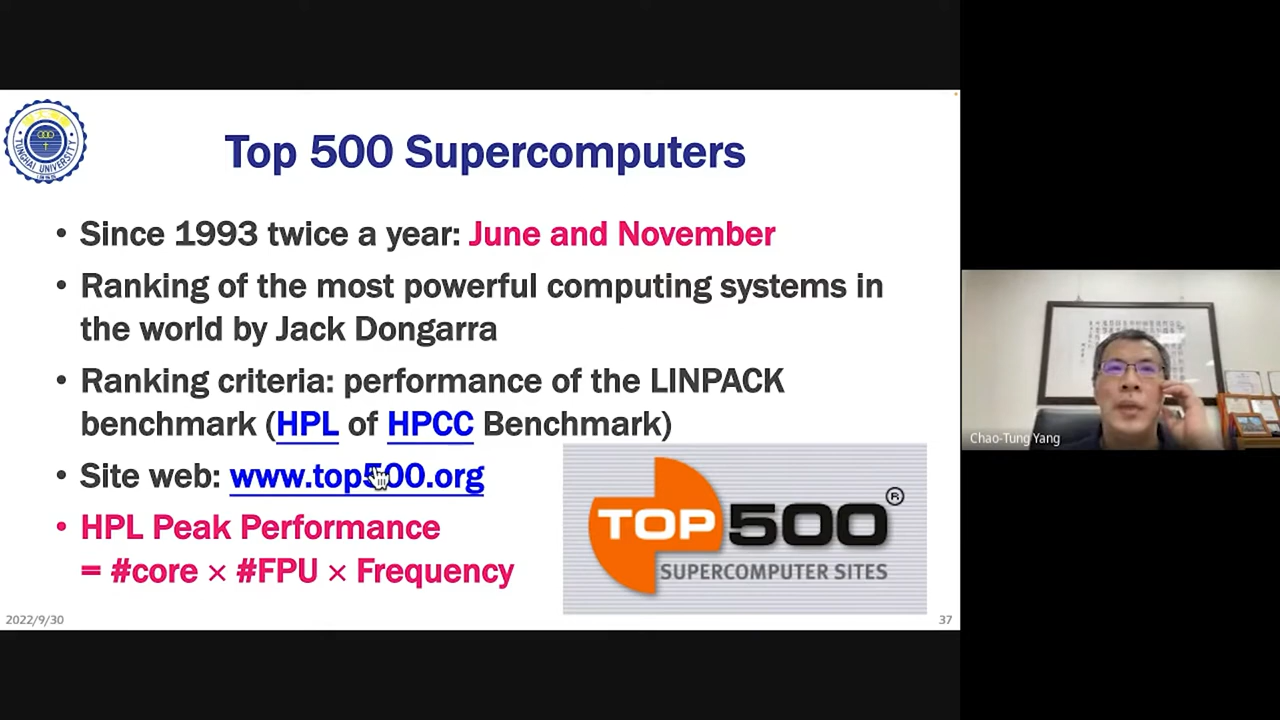 TUNGHAI UNIVERSITY
Top 500 Supercomputers
• Since 1993 twice a year: June and November
• Ranking of the most powerful computing systems in
the world by Jack Dongarra
• Ranking criteria: performance of the LINPACK
benchmark (HPL of HPCC Benchmark)
• Site web: www.top500.org
• HPL Peak Performance
= #core × #FPU × Frequency
TOP500®
SUPERCOMPUTER SITES
2022/9/30
37
Chao-Tung Yang